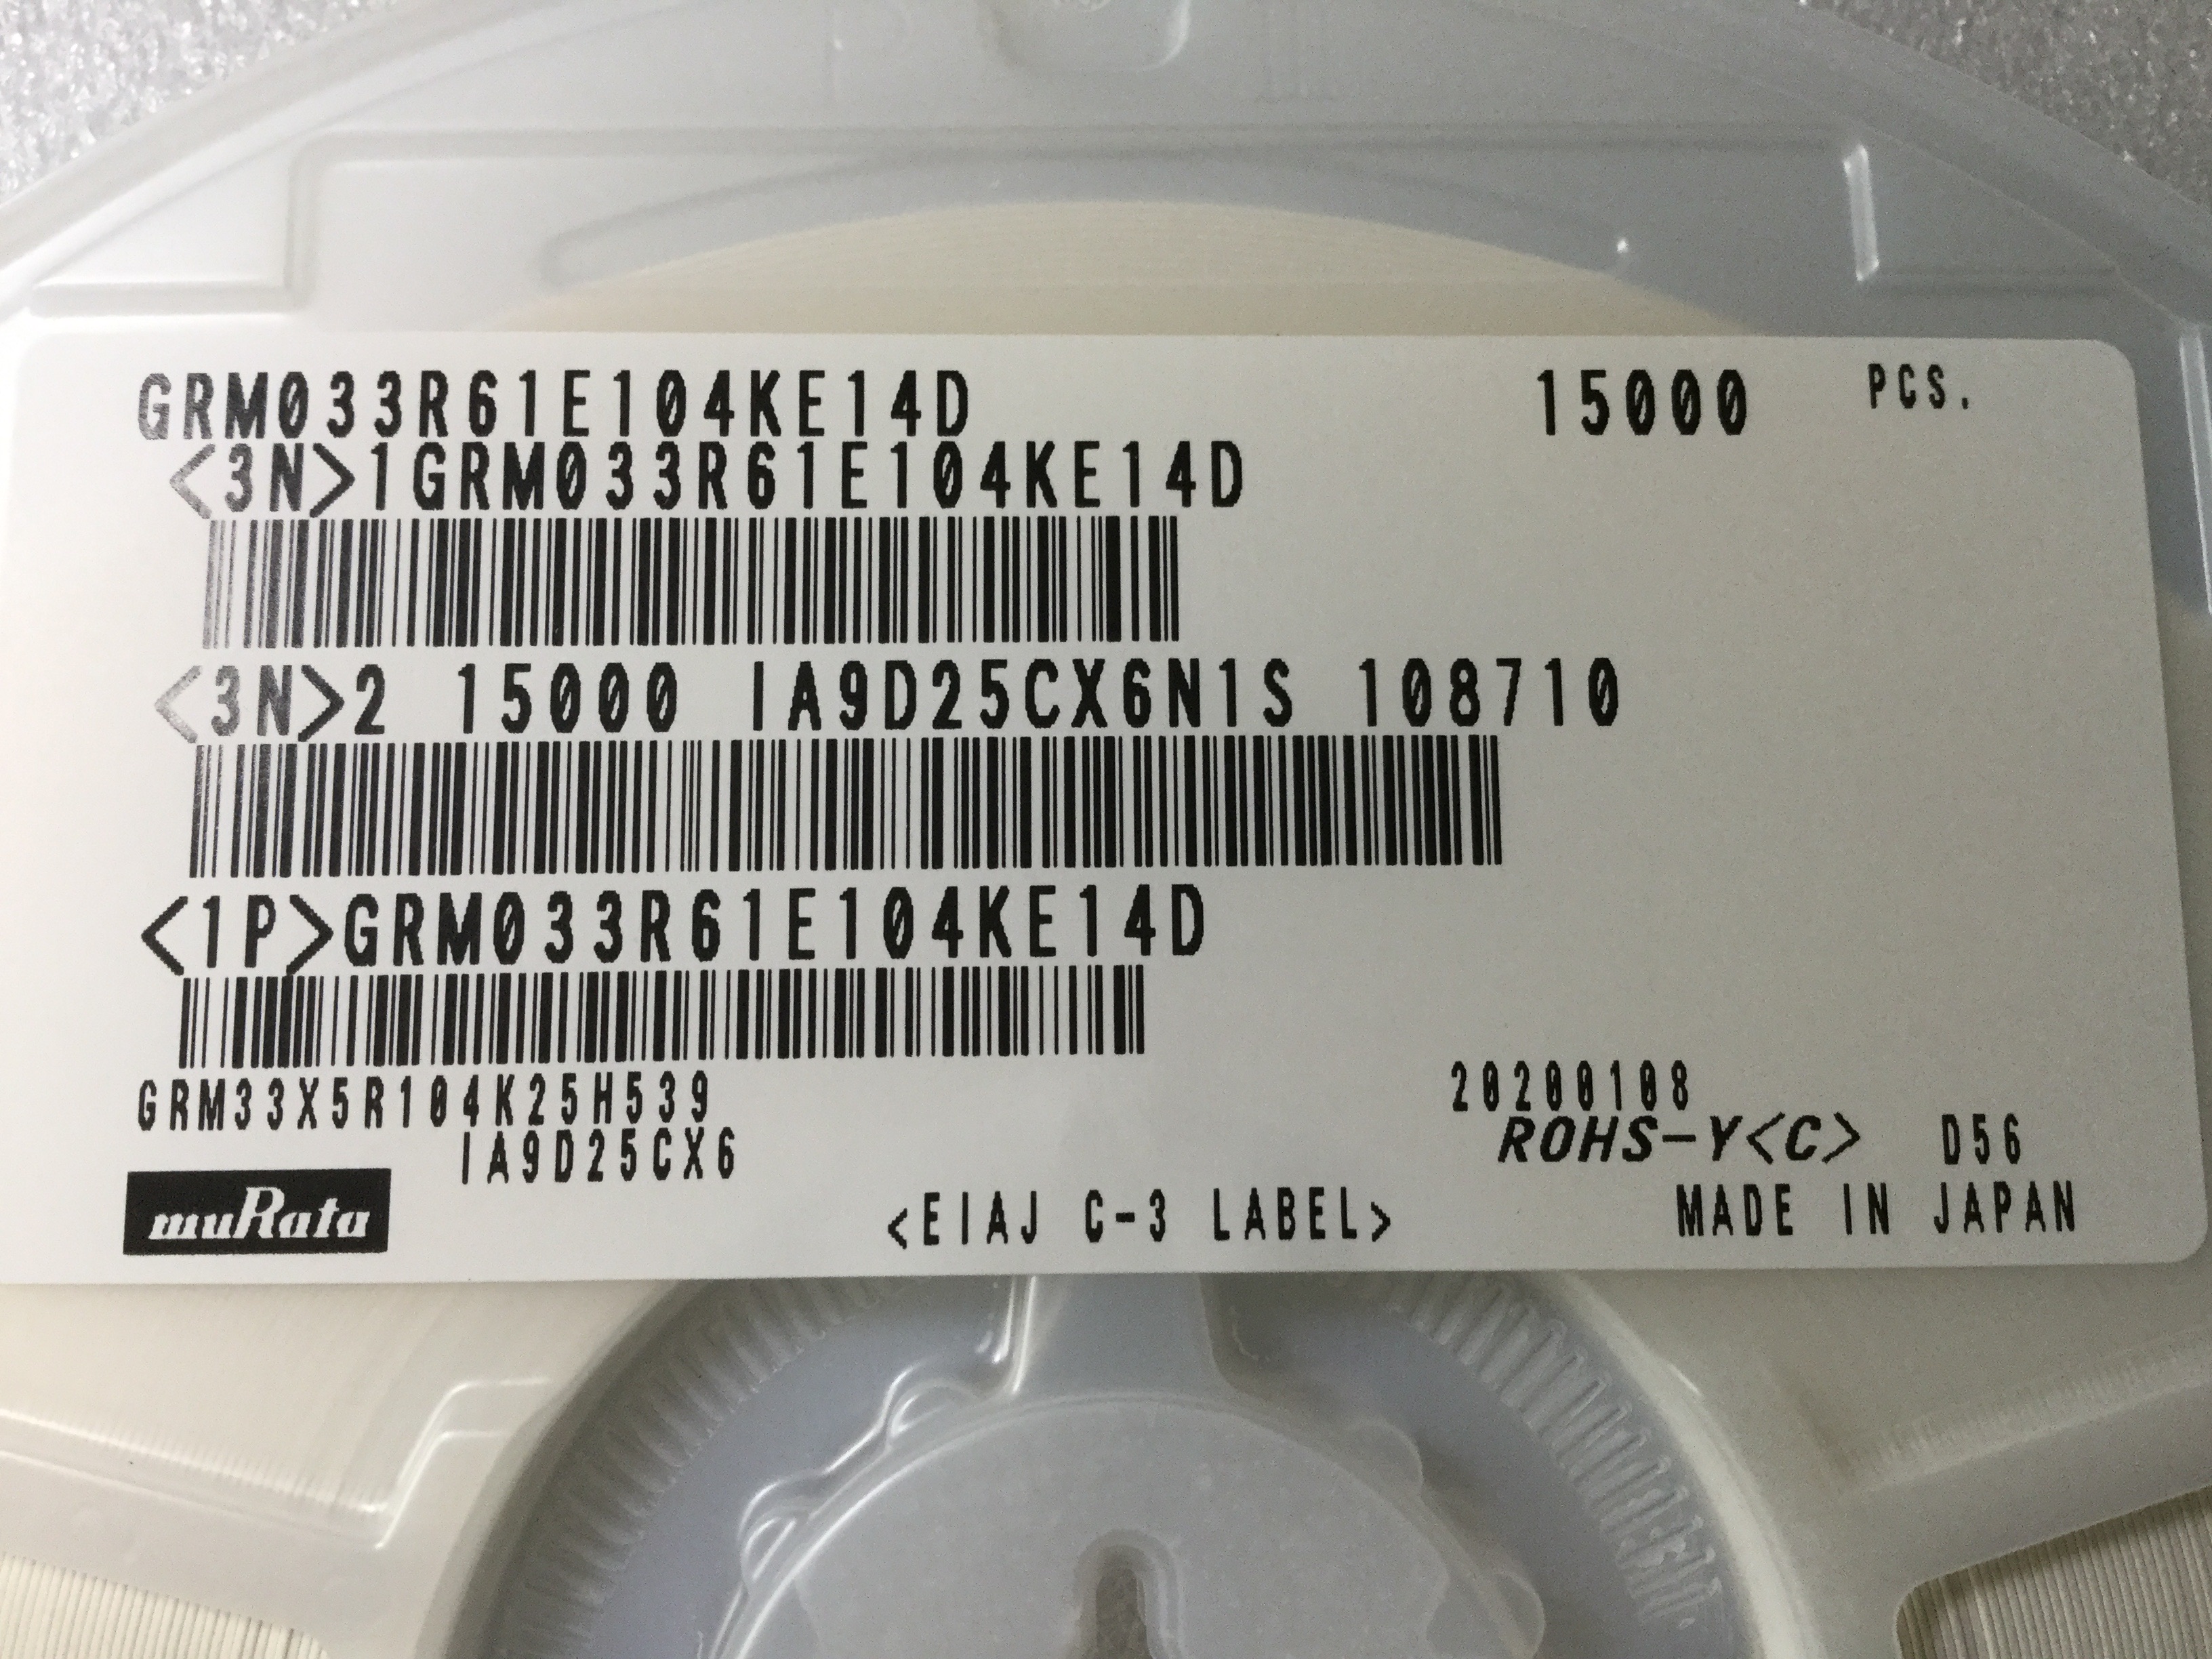 GRM033R61E104KE14D 15000 PCS.
<3N>1GRM033R61E104KE14D
<3N>2 15000 IA9D25CX6N1S 108710
<1P>GRM033R61E104KE14D
GRM33X5R104K25H539 20200108
IA9D25CX6 ROHS-Y<C> D56
muRata <EIAJ C-3 LABEL> MADE IN JAPAN